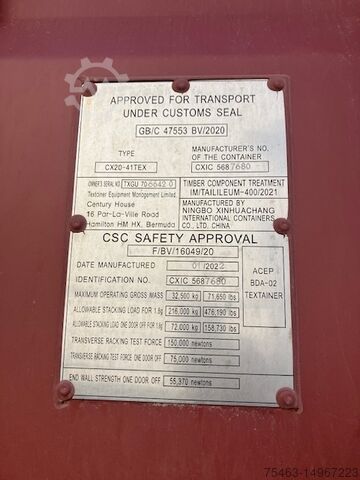 APPROVED FOR TRANSPORT
UNDER CUSTOMS SEAL
GB/C 47553 BV/2020
TYPE
CX20-41TEX
MANUFACTURER'S NO.
OF THE CONTAINER
CXIC 5687680
OWNER'S SERIAL NO TXGU 706642 0
Textainer Equipment Management Limited.
Century House
16 Par-La-Ville Road
Hamilton HM HX, Bermuda
TIMBER COMPONENT TREATMENT
IM/TAILILEUM-400/2021
MANUFACTURED BY
NINGBO XINHUACHANG
INTERNATIONAL CONTAINERS
CO., LTD. CHINA
CSC SAFETY APPROVAL
F/BV/16049/20
DATE MANUFACTURED 01/2022
IDENTIFICATION NO. CXIC 5687680
MAXIMUM OPERATING GROSS MASS 32,500 kg 71,650 lbs
ALLOWABLE STACKING LOAD FOR 1.8g 216,000 kg 476,190 lbs
ALLOWABLE STACKING LOAD ONE DOOR OFF FOR 1.8g 72,000 kg 158,730 lbs
TRANSVERSE RACKING TEST FORCE 150,000 newtons
TRANSVERSE RACKING TEST FORCE ONE DOOR OFF 75,000 newtons
END WALL STRENGTH ONE DOOR OFF 55,370 newtons
ACEP
BDA-02
TEXTAINER
75463-14967223